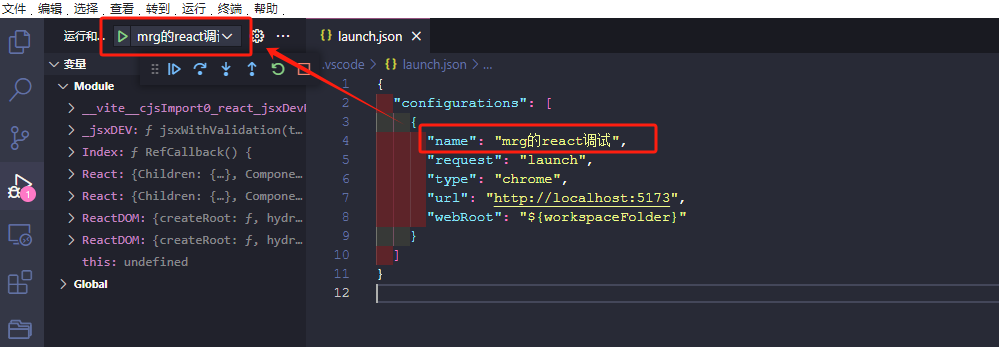 文件 编辑 选择 查看 转到 运行 终端 帮助
运行和... mrg的react调试
变量
Module
__vite__cjsImport0_react_jsxDev
_jsxDEV: ƒ jsxWithValidation(t…
Index: ƒ RefCallback() {
React: {Children: {…}, Compone…
React: {Children: {…}, Compone…
ReactDOM: {createRoot: ƒ, hydr…
ReactDOM: {createRoot: ƒ, hydr…
this: undefined
Global
1
launch.json
.vscode > launch.json > ...
1 {
2 "configurations": [
3 {
4 "name": "mrg的react调试",
5 "request": "launch",
6 "type": "chrome",
7 "url": "http://localhost:5173",
8 "webRoot": "${workspaceFolder}"
9 }
10 ]
11 }
12